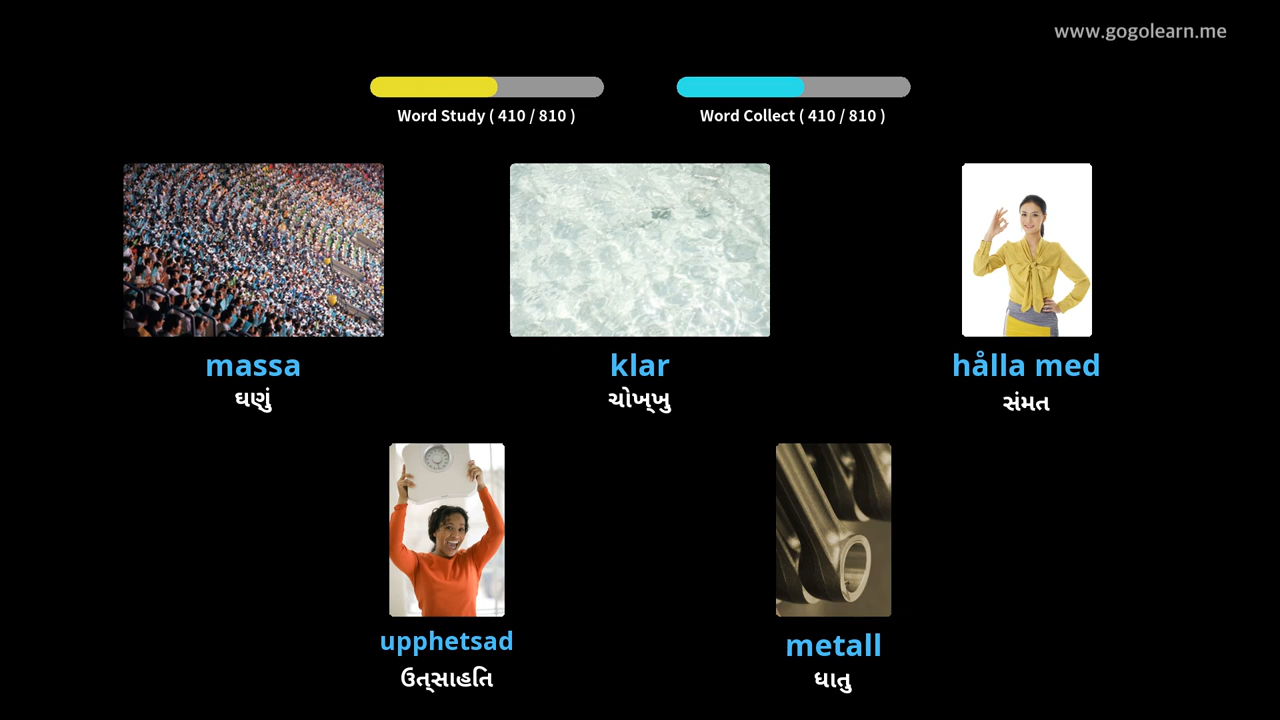 www.gogolearn.me
Word Study ( 410 / 810 )
Word Collect ( 410 / 810 )
massa
ઘણું
klar
ચોખ્ખુ
hålla med
સંમત
upphetsad
ઉત્સાહતિ
metall
ધાતુ